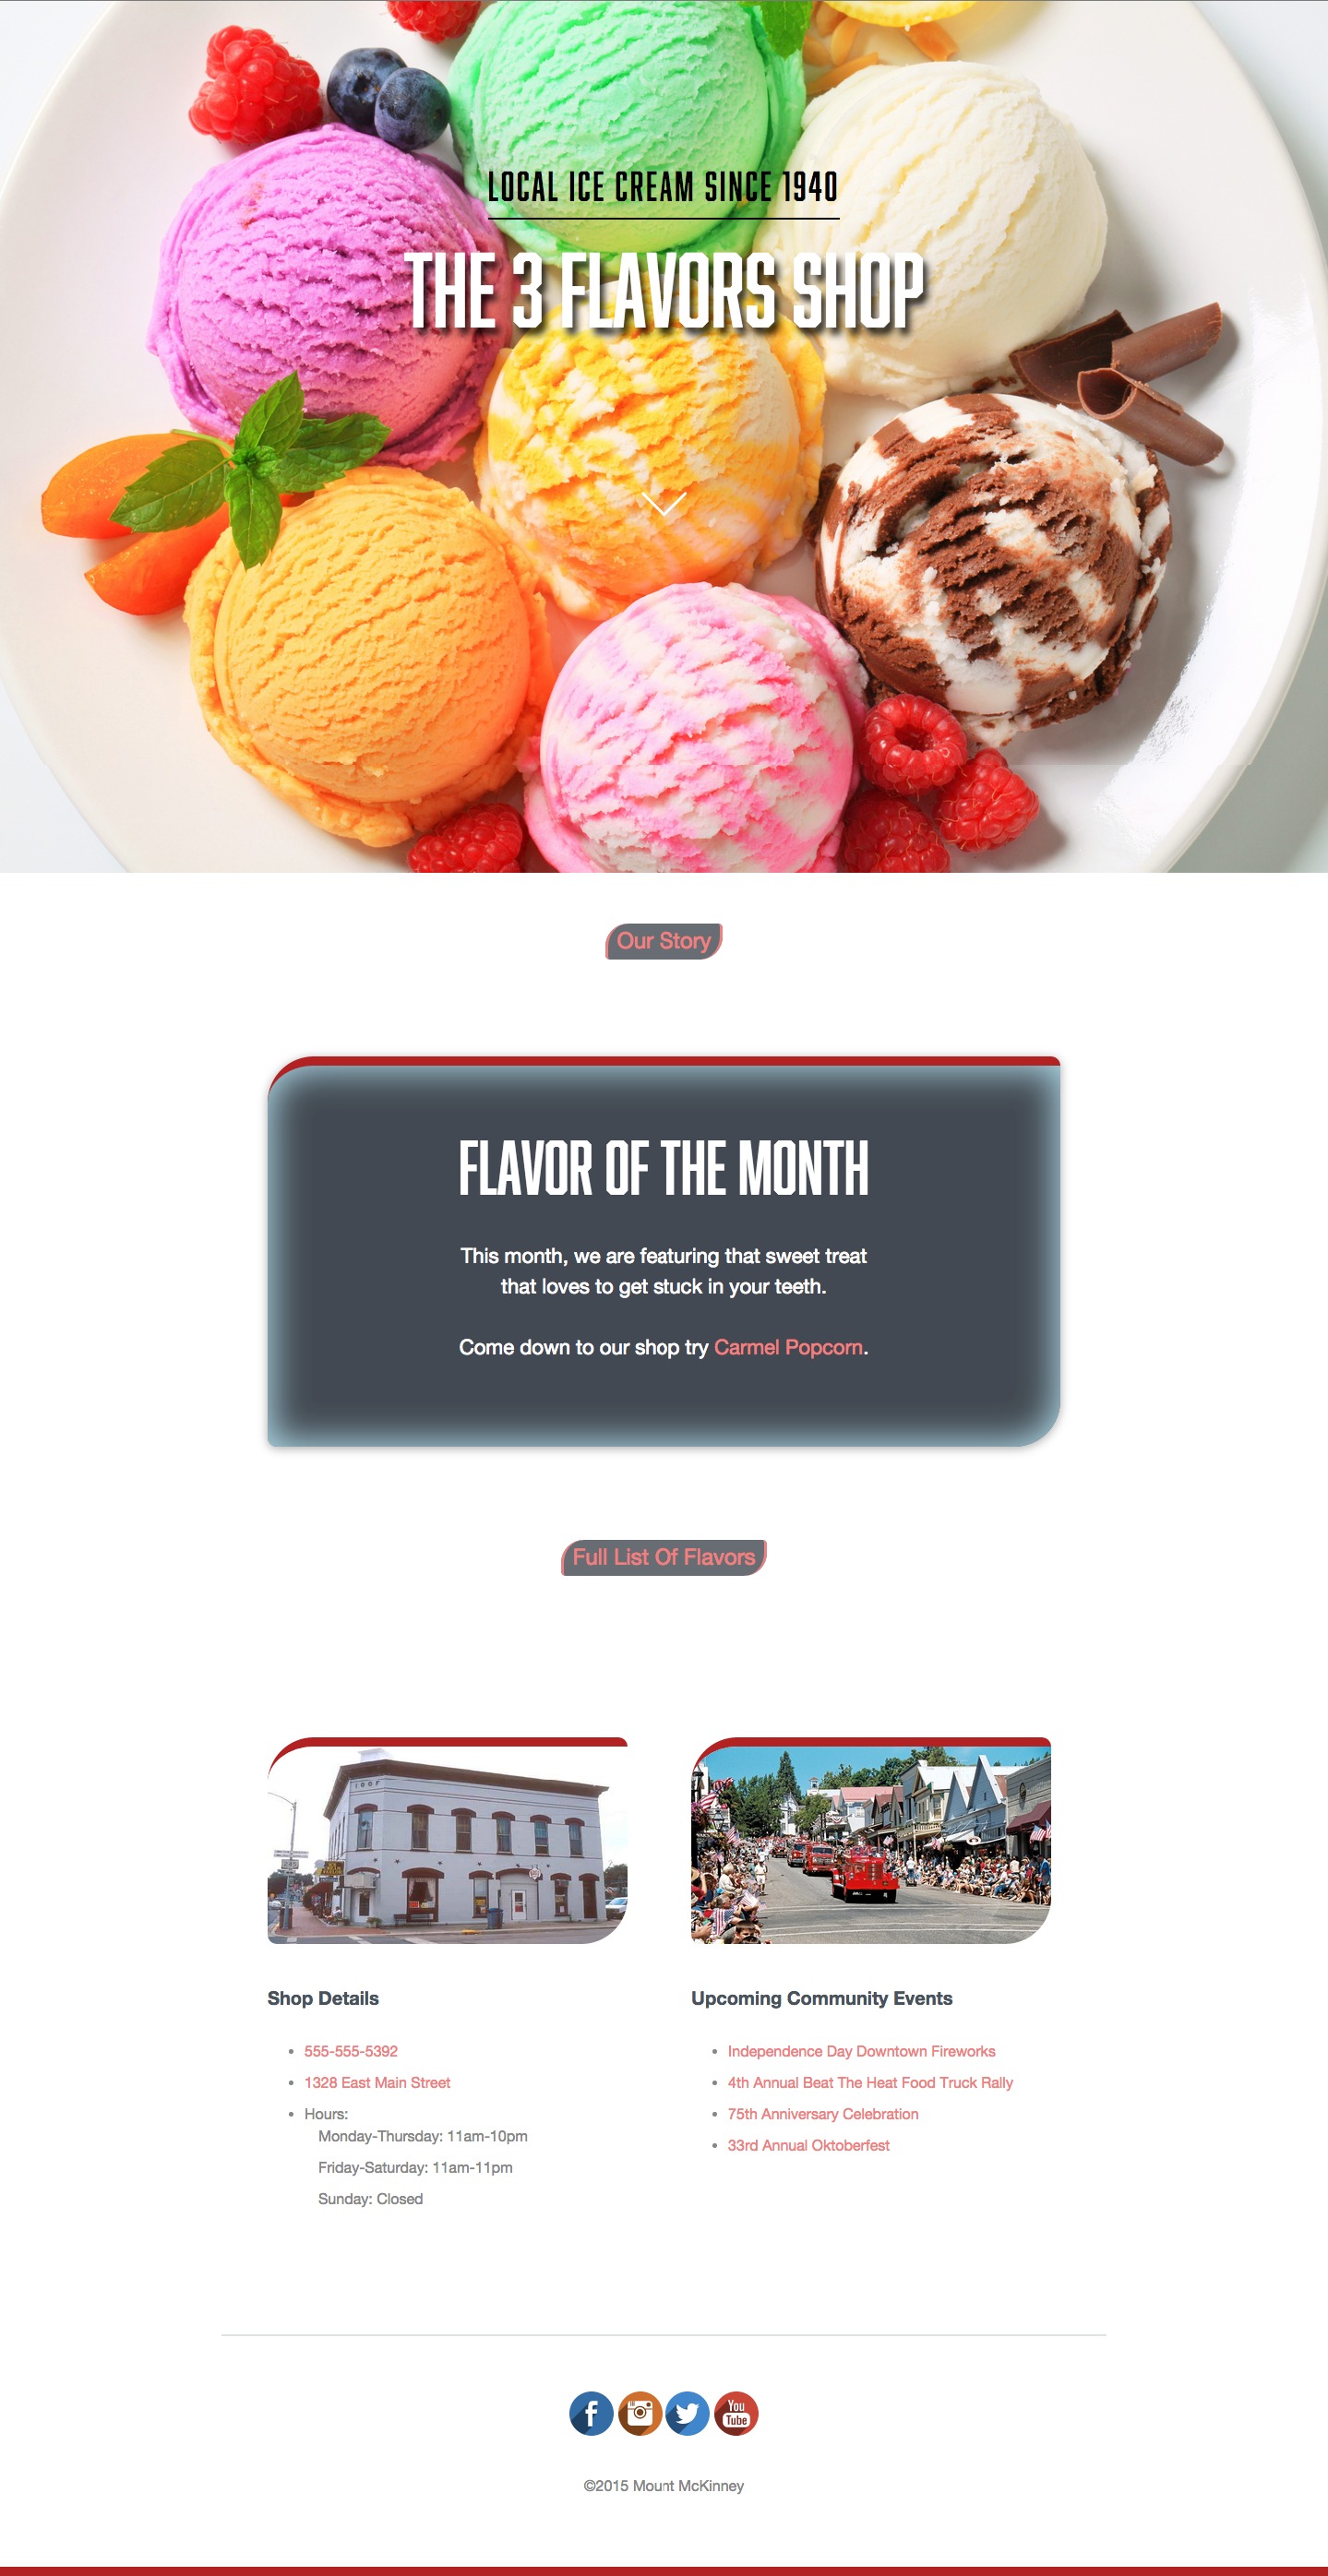 LOCAL ICE CREAM SINCE 1940
THE 3 FLAVORS SHOP
Our Story
FLAVOR OF THE MONTH
This month, we are featuring that sweet treat
that loves to get stuck in your teeth.
Come down to our shop try Carmel Popcorn.
Full List Of Flavors
IOOF
Shop Details
555-555-5392
1328 East Main Street
Hours:
Monday-Thursday: 11am-10pm
Friday-Saturday: 11am-11pm
Sunday: Closed
Upcoming Community Events
Independence Day Downtown Fireworks
4th Annual Beat The Heat Food Truck Rally
75th Anniversary Celebration
33rd Annual Oktoberfest
You
Tube
©2015 Mount McKinney